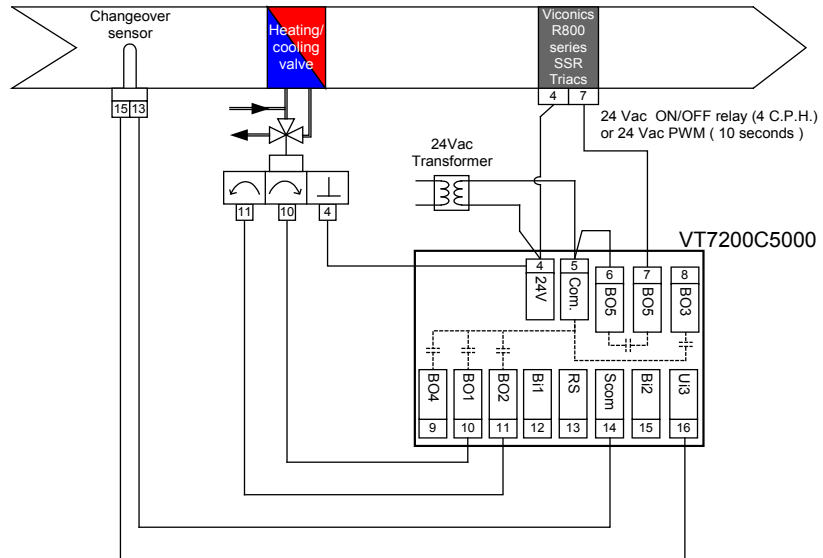 Changeover
sensor
Heating/
cooling
valve
Viconics
R800
series
SSR
Triacs
15 13
4 7
24 Vac ON/OFF relay (4 C.P.H.)
or 24 Vac PWM ( 10 seconds )
24Vac
Transformer
11
10
4
VT7200C5000
4
24V
5
Com.
6
BO5
7
BO5
8
BO3
BO4
9
BO1
10
BO2
11
Bi1
12
RS
13
Scom
14
Bi2
15
UI3
16